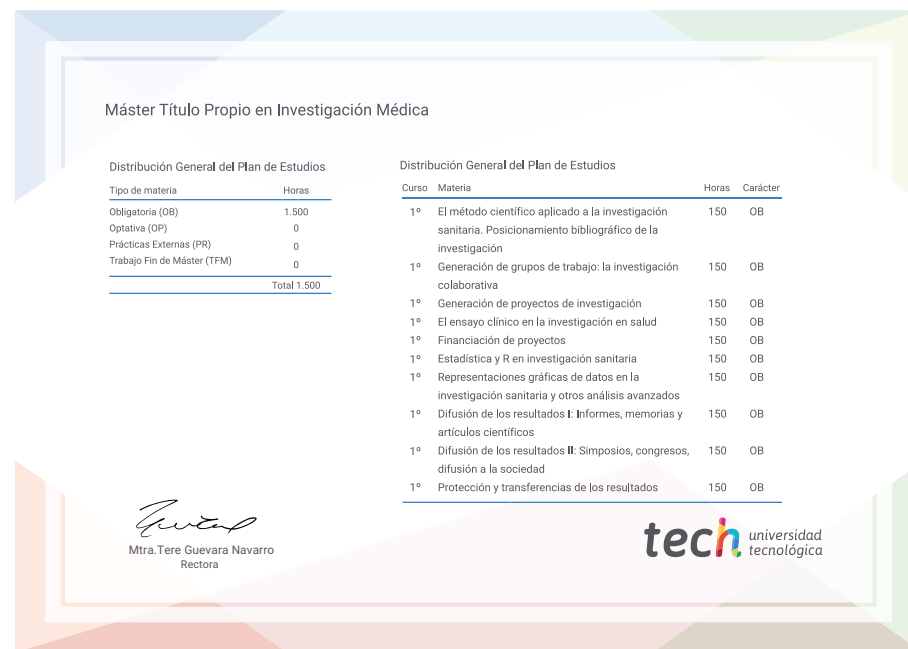 Máster Título Propio en Investigación Médica
Distribución General del Plan de Estudios
Tipo de materia Horas
Obligatoria (OB) 1.500
Optativa (OP) 0
Prácticas Externas (PR) 0
Trabajo Fin de Máster (TFM) 0
Total 1.500
Distribución General del Plan de Estudios
Curso Materia Horas Carácter
1º El método científico aplicado a la investigación 150 OB
sanitaria. Posicionamiento bibliográfico de la
investigación
1º Generación de grupos de trabajo: la investigación 150 OB
colaborativa
1º Generación de proyectos de investigación 150 OB
1º El ensayo clínico en la investigación en salud 150 OB
1º Financiación de proyectos 150 OB
1º Estadística y R en investigación sanitaria 150 OB
1º Representaciones gráficas de datos en la 150 OB
investigación sanitaria y otros análisis avanzados
1º Difusión de los resultados I: Informes, memorias y 150 OB
artículos científicos
1º Difusión de los resultados II: Simposios, congresos, 150 OB
difusión a la sociedad
1º Protección y transferencias de los resultados 150 OB
Mtra.Tere Guevara Navarro
Rectora
tech universidad
tecnológica